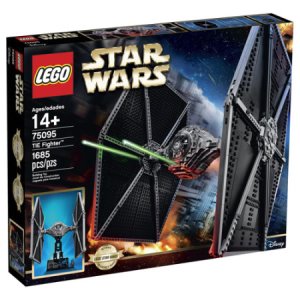 LEGO
STAR
WARS
Ages/edades
14+
75095
TIE Fighter
1685
pcs/pzs
Disney